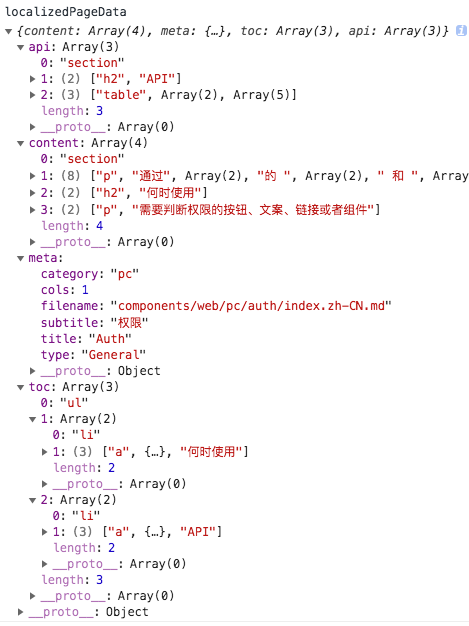 localizedPageData
▼ {content: Array(4), meta: {…}, toc: Array(3), api: Array(3)} i
▼ api: Array(3)
0: "section"
▶ 1: (2) ["h2", "API"]
▶ 2: (3) ["table", Array(2), Array(5)]
length: 3
▶ __proto__: Array(0)
▼ content: Array(4)
0: "section"
▶ 1: (8) ["p", "通过", Array(2), "的 ", Array(2), " 和 ", Array
▶ 2: (2) ["h2", "何时使用"]
▶ 3: (2) ["p", "需要判断权限的按钮、文案、链接或者组件"]
length: 4
▶ __proto__: Array(0)
▼ meta:
category: "pc"
cols: 1
filename: "components/web/pc/auth/index.zh-CN.md"
subtitle: "权限"
title: "Auth"
type: "General"
▶ __proto__: Object
▼ toc: Array(3)
0: "ul"
▼ 1: Array(2)
0: "li"
▶ 1: (3) ["a", {…}, "何时使用"]
length: 2
▶ __proto__: Array(0)
▼ 2: Array(2)
0: "li"
▶ 1: (3) ["a", {…}, "API"]
length: 2
▶ __proto__: Array(0)
length: 3
▶ __proto__: Array(0)
▶ __proto__: Object